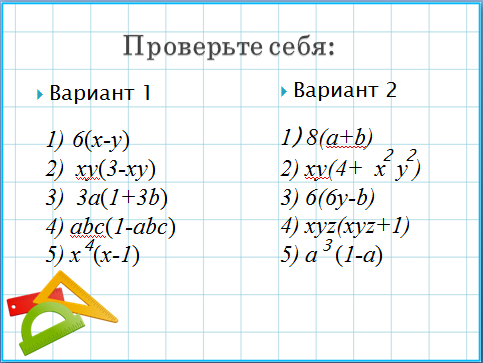 Проверьте себя:
Вариант 1
1) 6(x-y)
2) xy(3-xy)
3) 3a(1+3b)
4) abc(1-abc)
5) x⁴(x-1)
Вариант 2
1) 8(a+b)
2) xy(4+ x²y²)
3) 6(6y-b)
4) xyz(xyz+1)
5) a³(1-a)